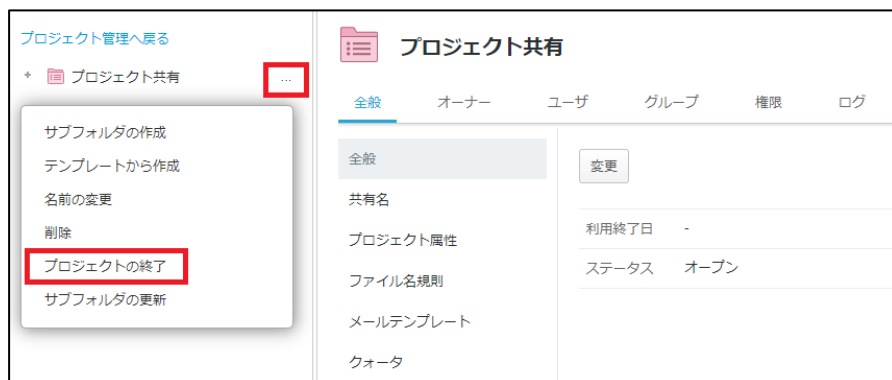 プロジェクト管理へ戻る
プロジェクト共有
...
サブフォルダの作成
テンプレートから作成
名前の変更
削除
プロジェクトの終了
サブフォルダの更新
プロジェクト共有
全般 オーナー ユーザ グループ 権限 ログ
全般
共有名
プロジェクト属性
ファイル名規則
メールテンプレート
クォータ
変更
利用終了日 -
ステータス オープン